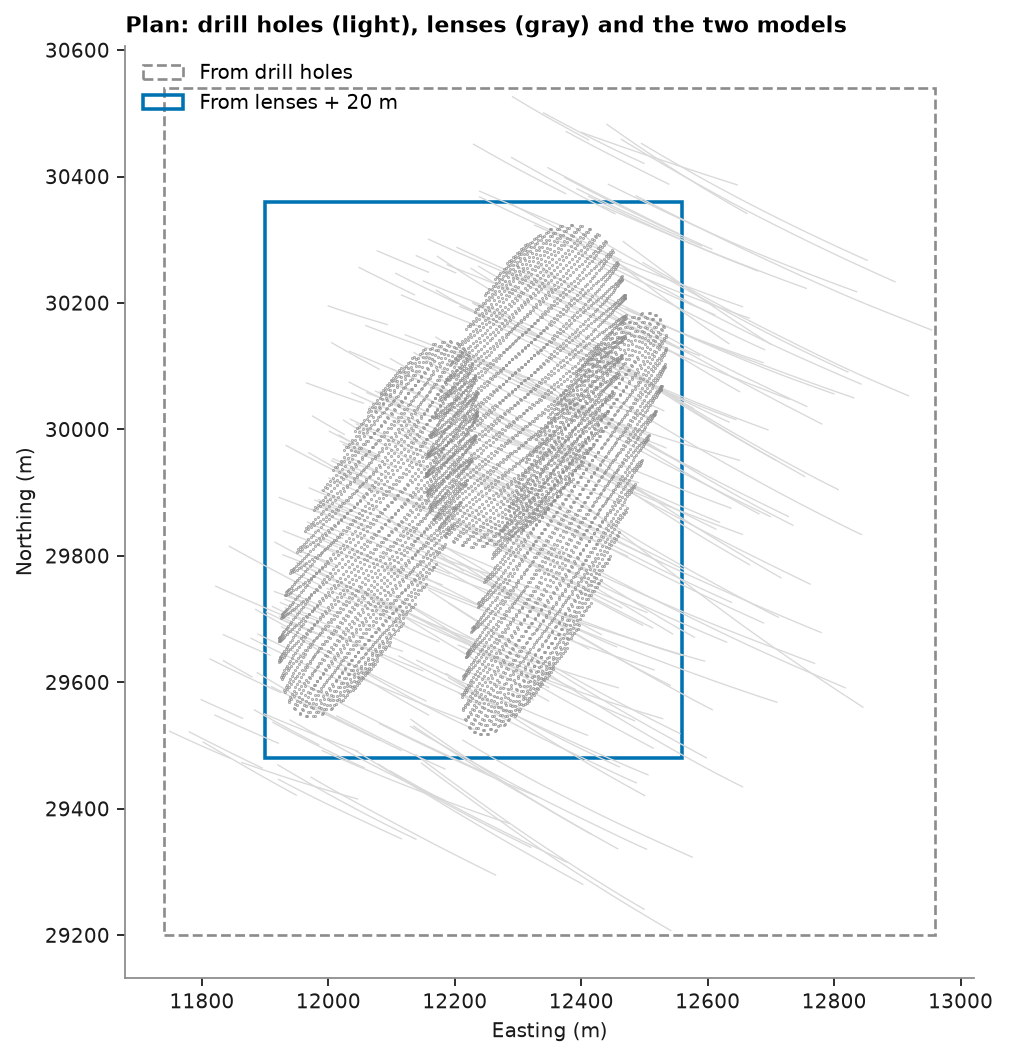 Plan: drill holes (light), lenses (gray) and the two models
30600
From drill holes
From lenses + 20 m
30400
30200
30000
29800
29600
29400
29200
Northing (m)
11800 12000 12200 12400 12600 12800 13000
Easting (m)